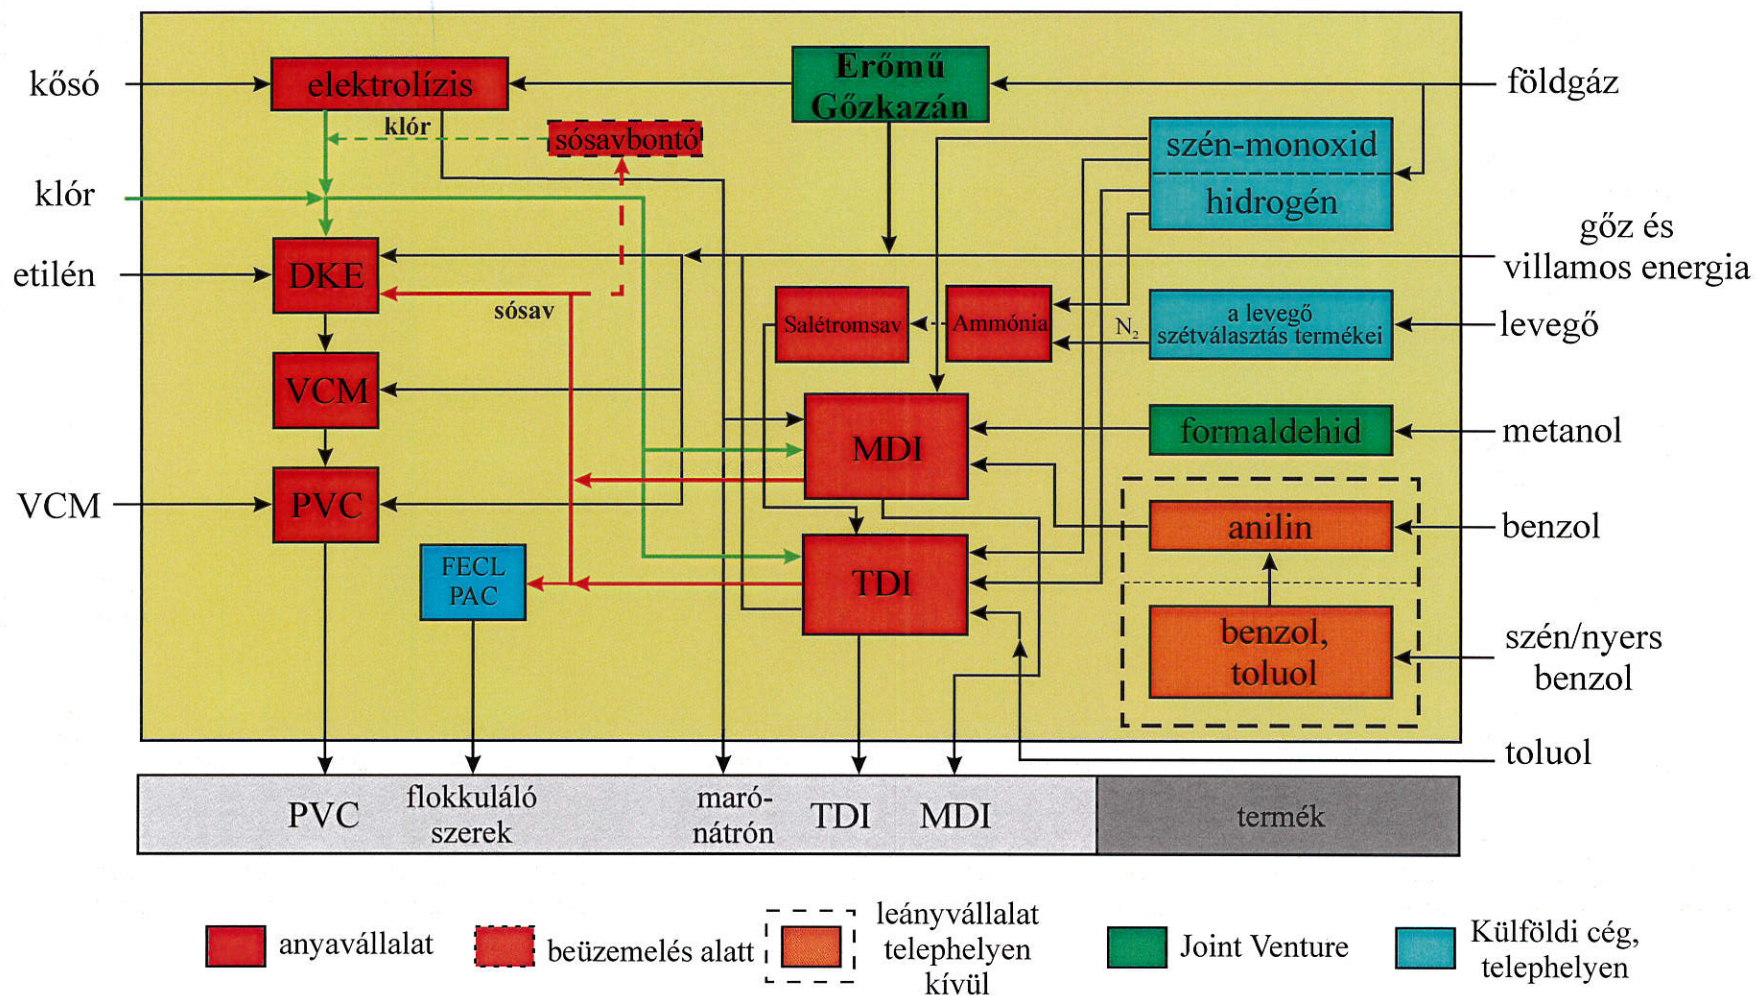 kősó
elektrolízis
Erőmű
Gőzkazán
földgáz
klór
sósavbontó
szén-monoxid
hidrogén
klór
gőz és
villamos energia
etilén
DKE
sósav
Salétromsav
Ammónia
N₂
a levegő
szétválasztás termékei
levegő
VCM
MDI
formaldehid
metanol
VCM
PVC
anilin
benzol
FECL
PAC
TDI
benzol,
toluol
szén/nyers
benzol
toluol
PVC
flokkuláló
szerek
maró-
nátrón
TDI
MDI
termék
anyavállalat
beüzemelés alatt
leányvállalat
telephelyen
kívül
Joint Venture
Külföldi cég,
telephelyen